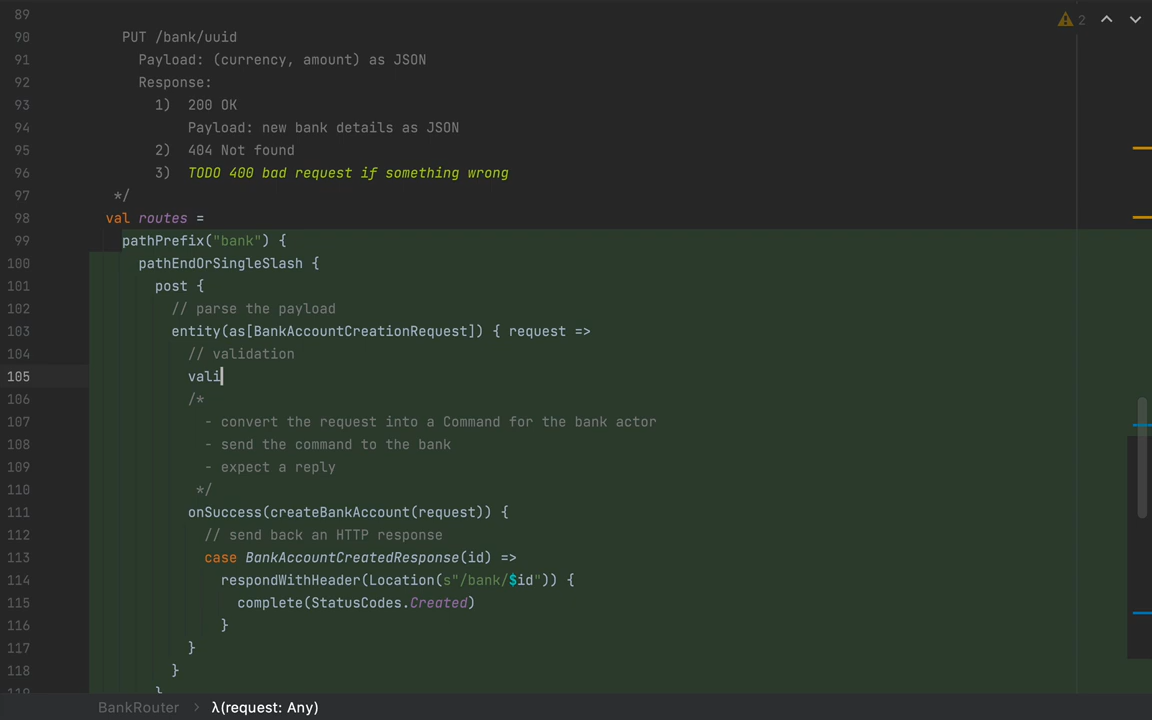 89
2
90 PUT /bank/uuid
91 Payload: (currency, amount) as JSON
92 Response:
93 1) 200 OK
94 Payload: new bank details as JSON
95 2) 404 Not found
96 3) TODO 400 bad request if something wrong
97 */
98 val routes =
99 pathPrefix("bank") {
100 pathEndOrSingleSlash {
101 post {
102 // parse the payload
103 entity(as[BankAccountCreationRequest]) { request =>
104 // validation
105 vali
106 /*
107 - convert the request into a Command for the bank actor
108 - send the command to the bank
109 - expect a reply
110 */
111 onSuccess(createBankAccount(request)) {
112 // send back an HTTP response
113 case BankAccountCreatedResponse(id) =>
114 respondWithHeader(Location(s"/bank/$id")) {
115 complete(StatusCodes.Created)
116 }
117 }
118 }
119 }
BankRouter > λ(request: Any)